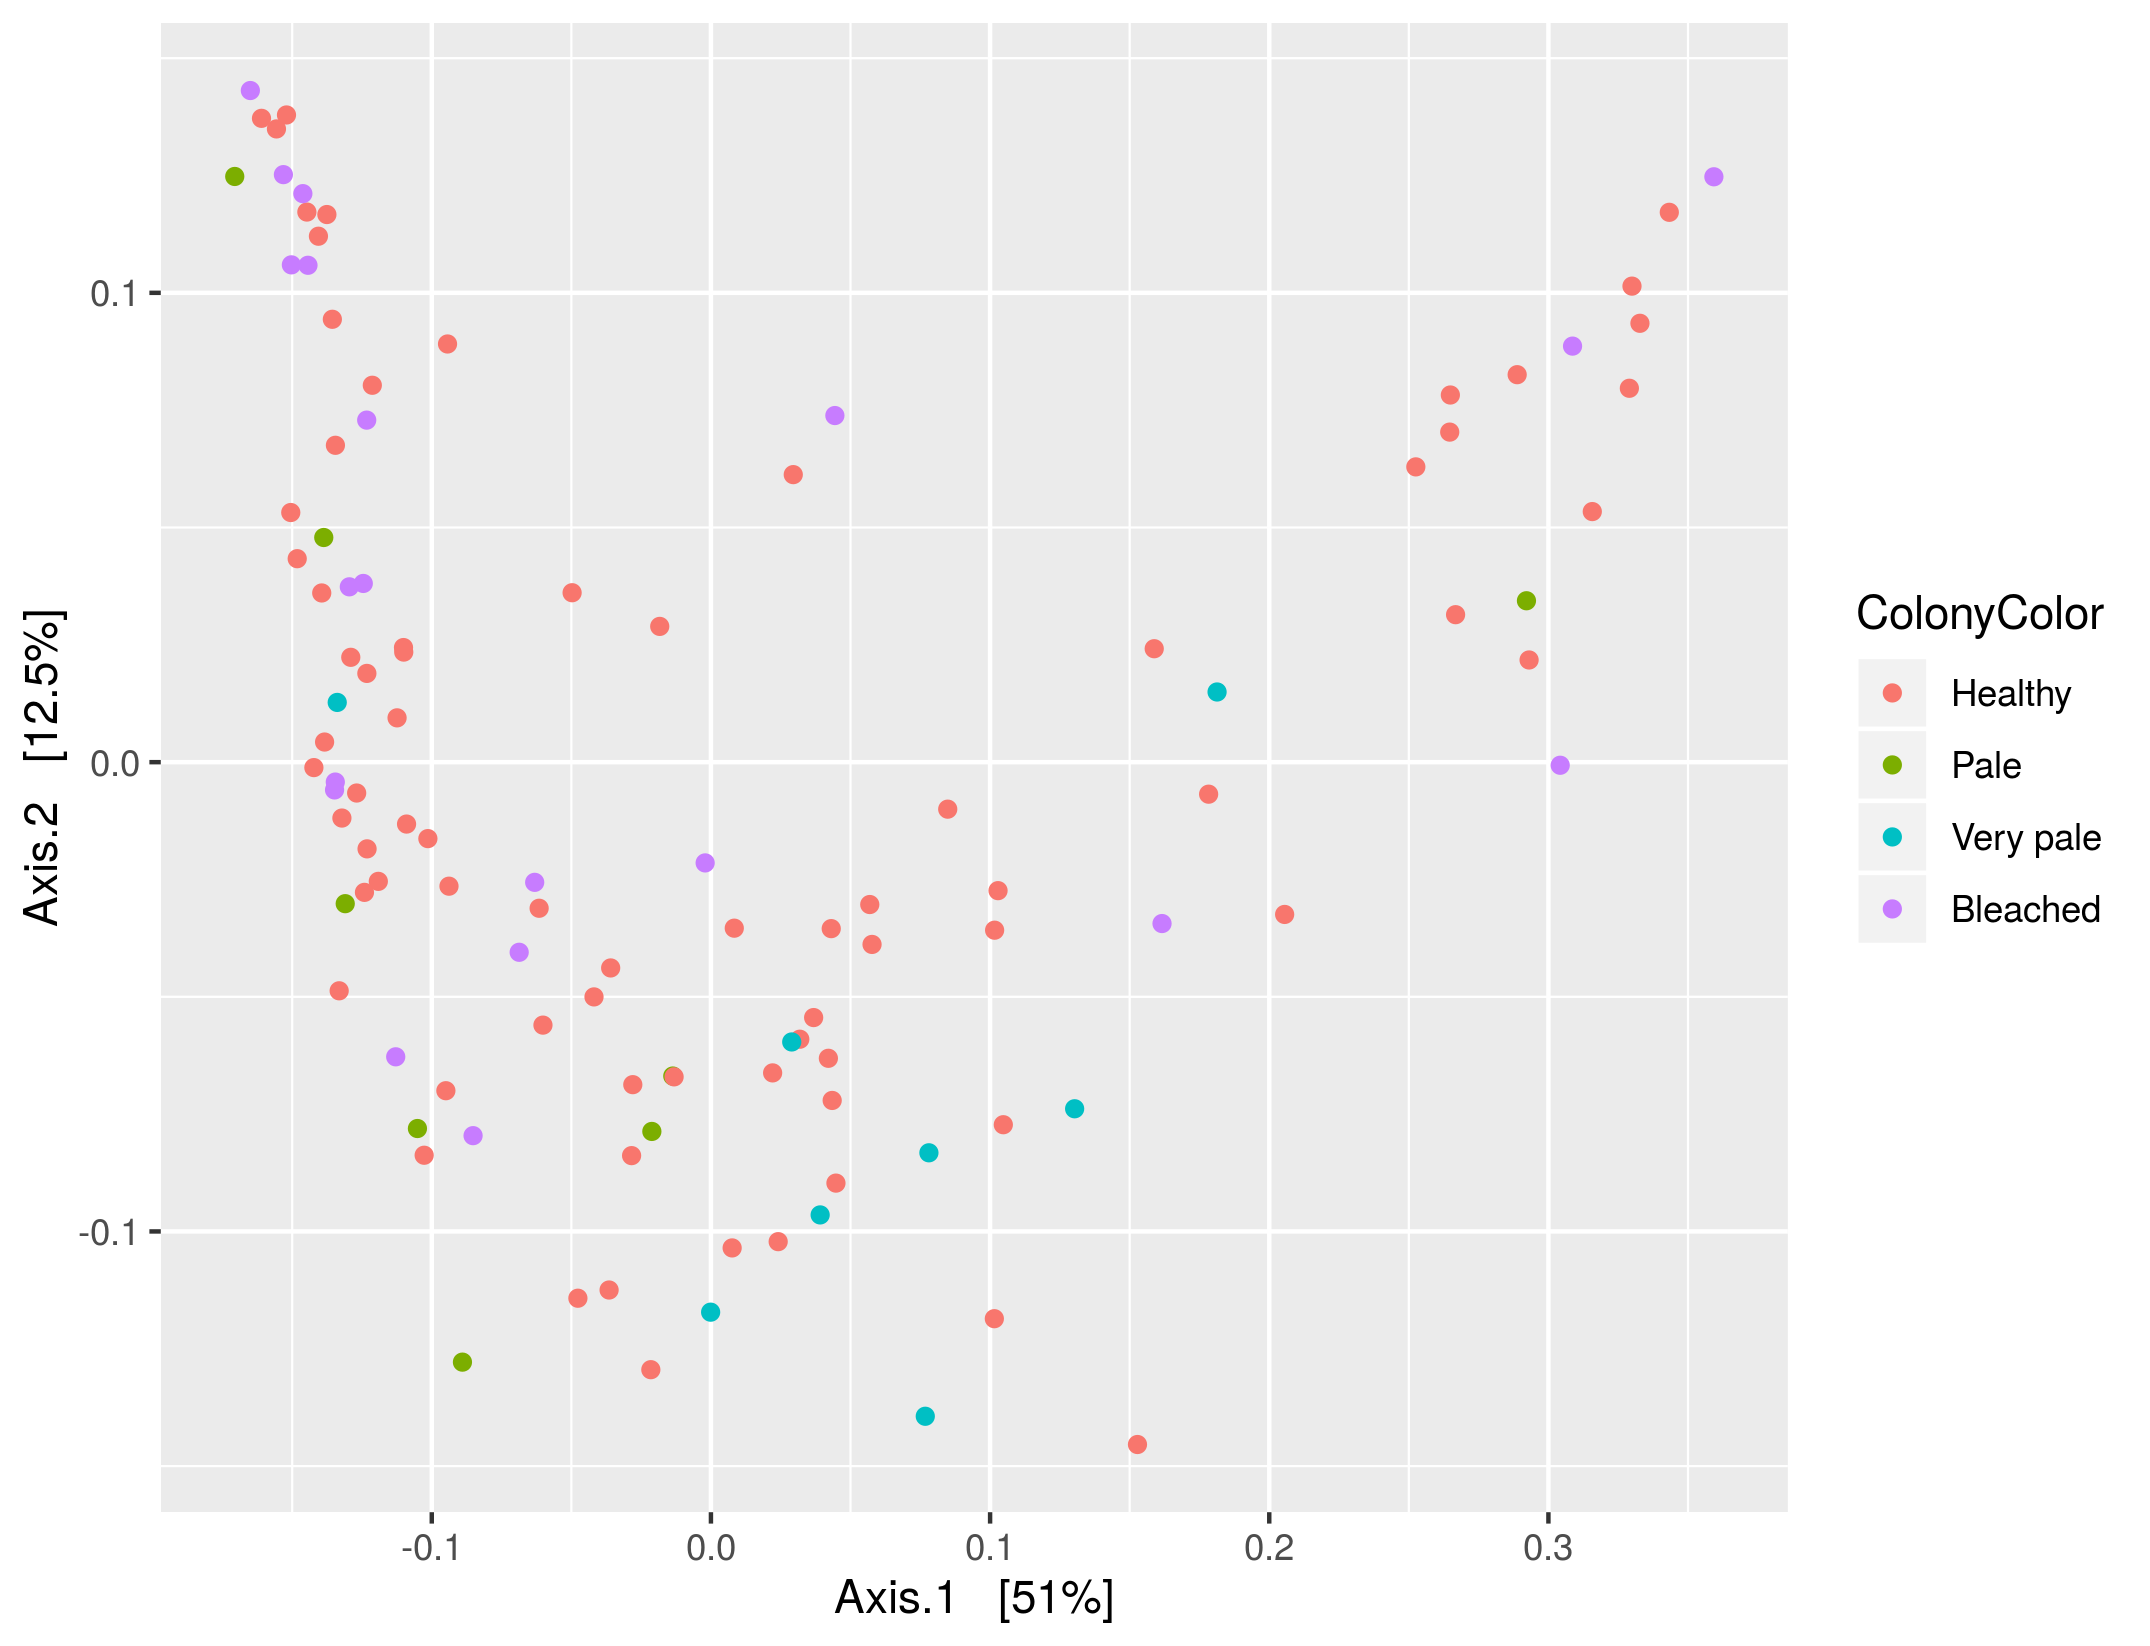 0.1
0.0
-0.1
Axis.2 [12.5%]
-0.1
0.0
0.1
0.2
0.3
Axis.1 [51%]
ColonyColor
Healthy
Pale
Very pale
Bleached